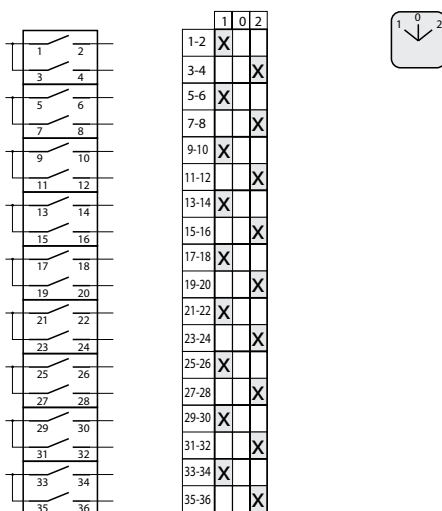 1 0 2
1 0 2
1-2 X
1 2
3-4 X
3 4
5-6 X
5 6
7-8 X
7 8
9-10 X
9 10
11-12 X
11 12
13-14 X
13 14
15-16 X
15 16
17-18 X
17 18
19-20 X
19 20
21-22 X
21 22
23-24 X
23 24
25-26 X
25 26
27-28 X
27 28
29-30 X
29 30
31-32 X
31 32
33-34 X
33 34
35-36 X
35 36